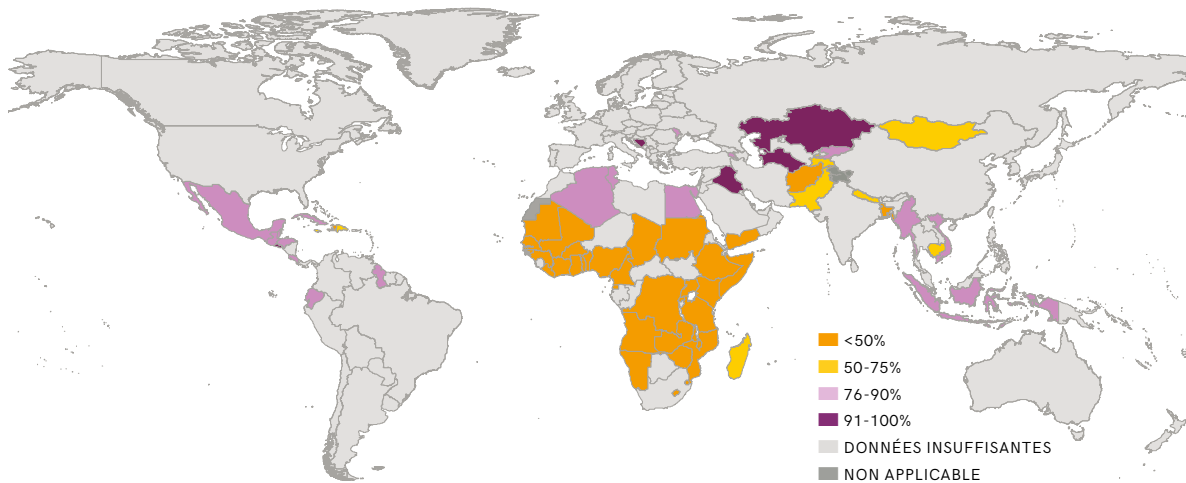 <50%
50-75%
76-90%
91-100%
DONNÉES INSUFFISANTES
NON APPLICABLE